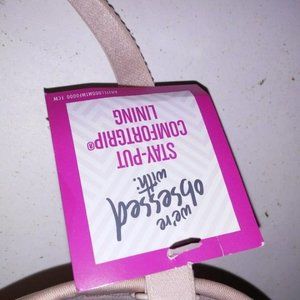 we're
obsessed
with:
STAY-PUT
COMFORTGRIP®
LINING